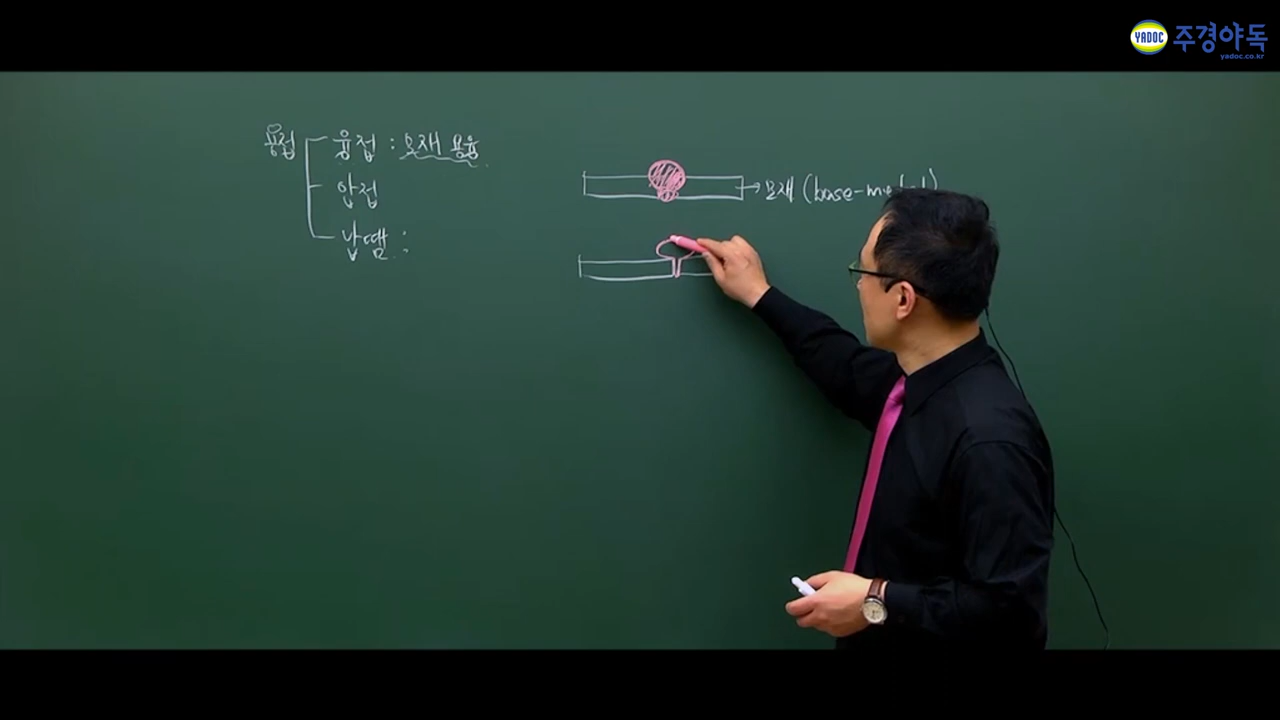 YADOC 주경야독
yadoc.co.kr
용접
융접 : 모재 용융
압접
납땜 :
모재 (base-metal)